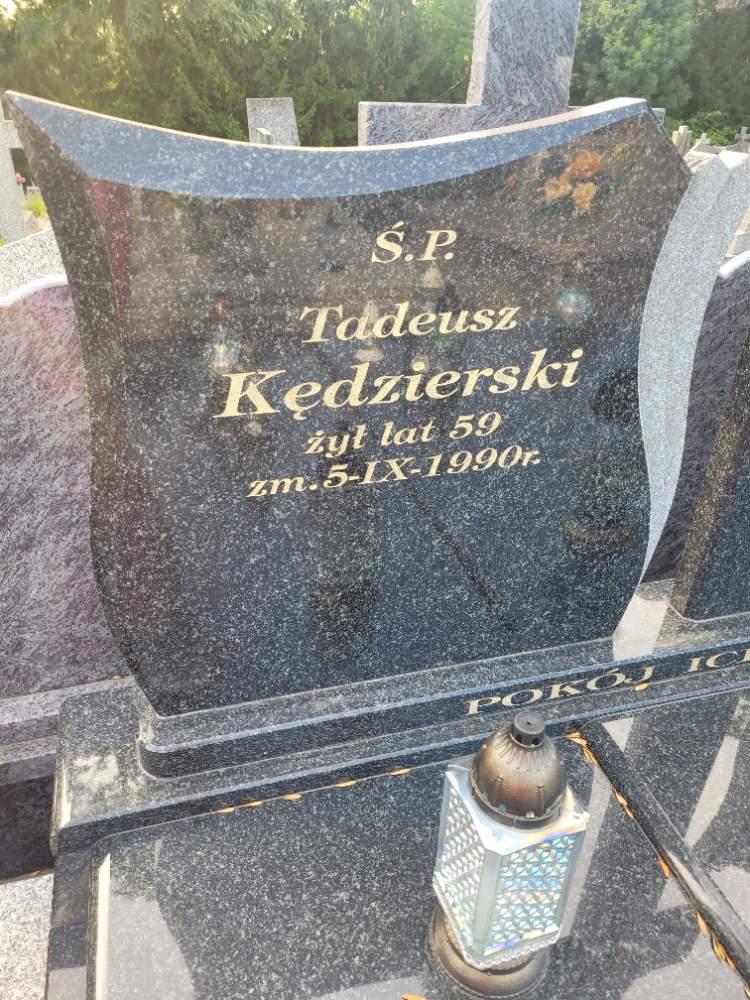 Ś.P.
Tadeusz
Kędzierski
żył lat 59
zm.5-IX-1990r.
POKÓJ